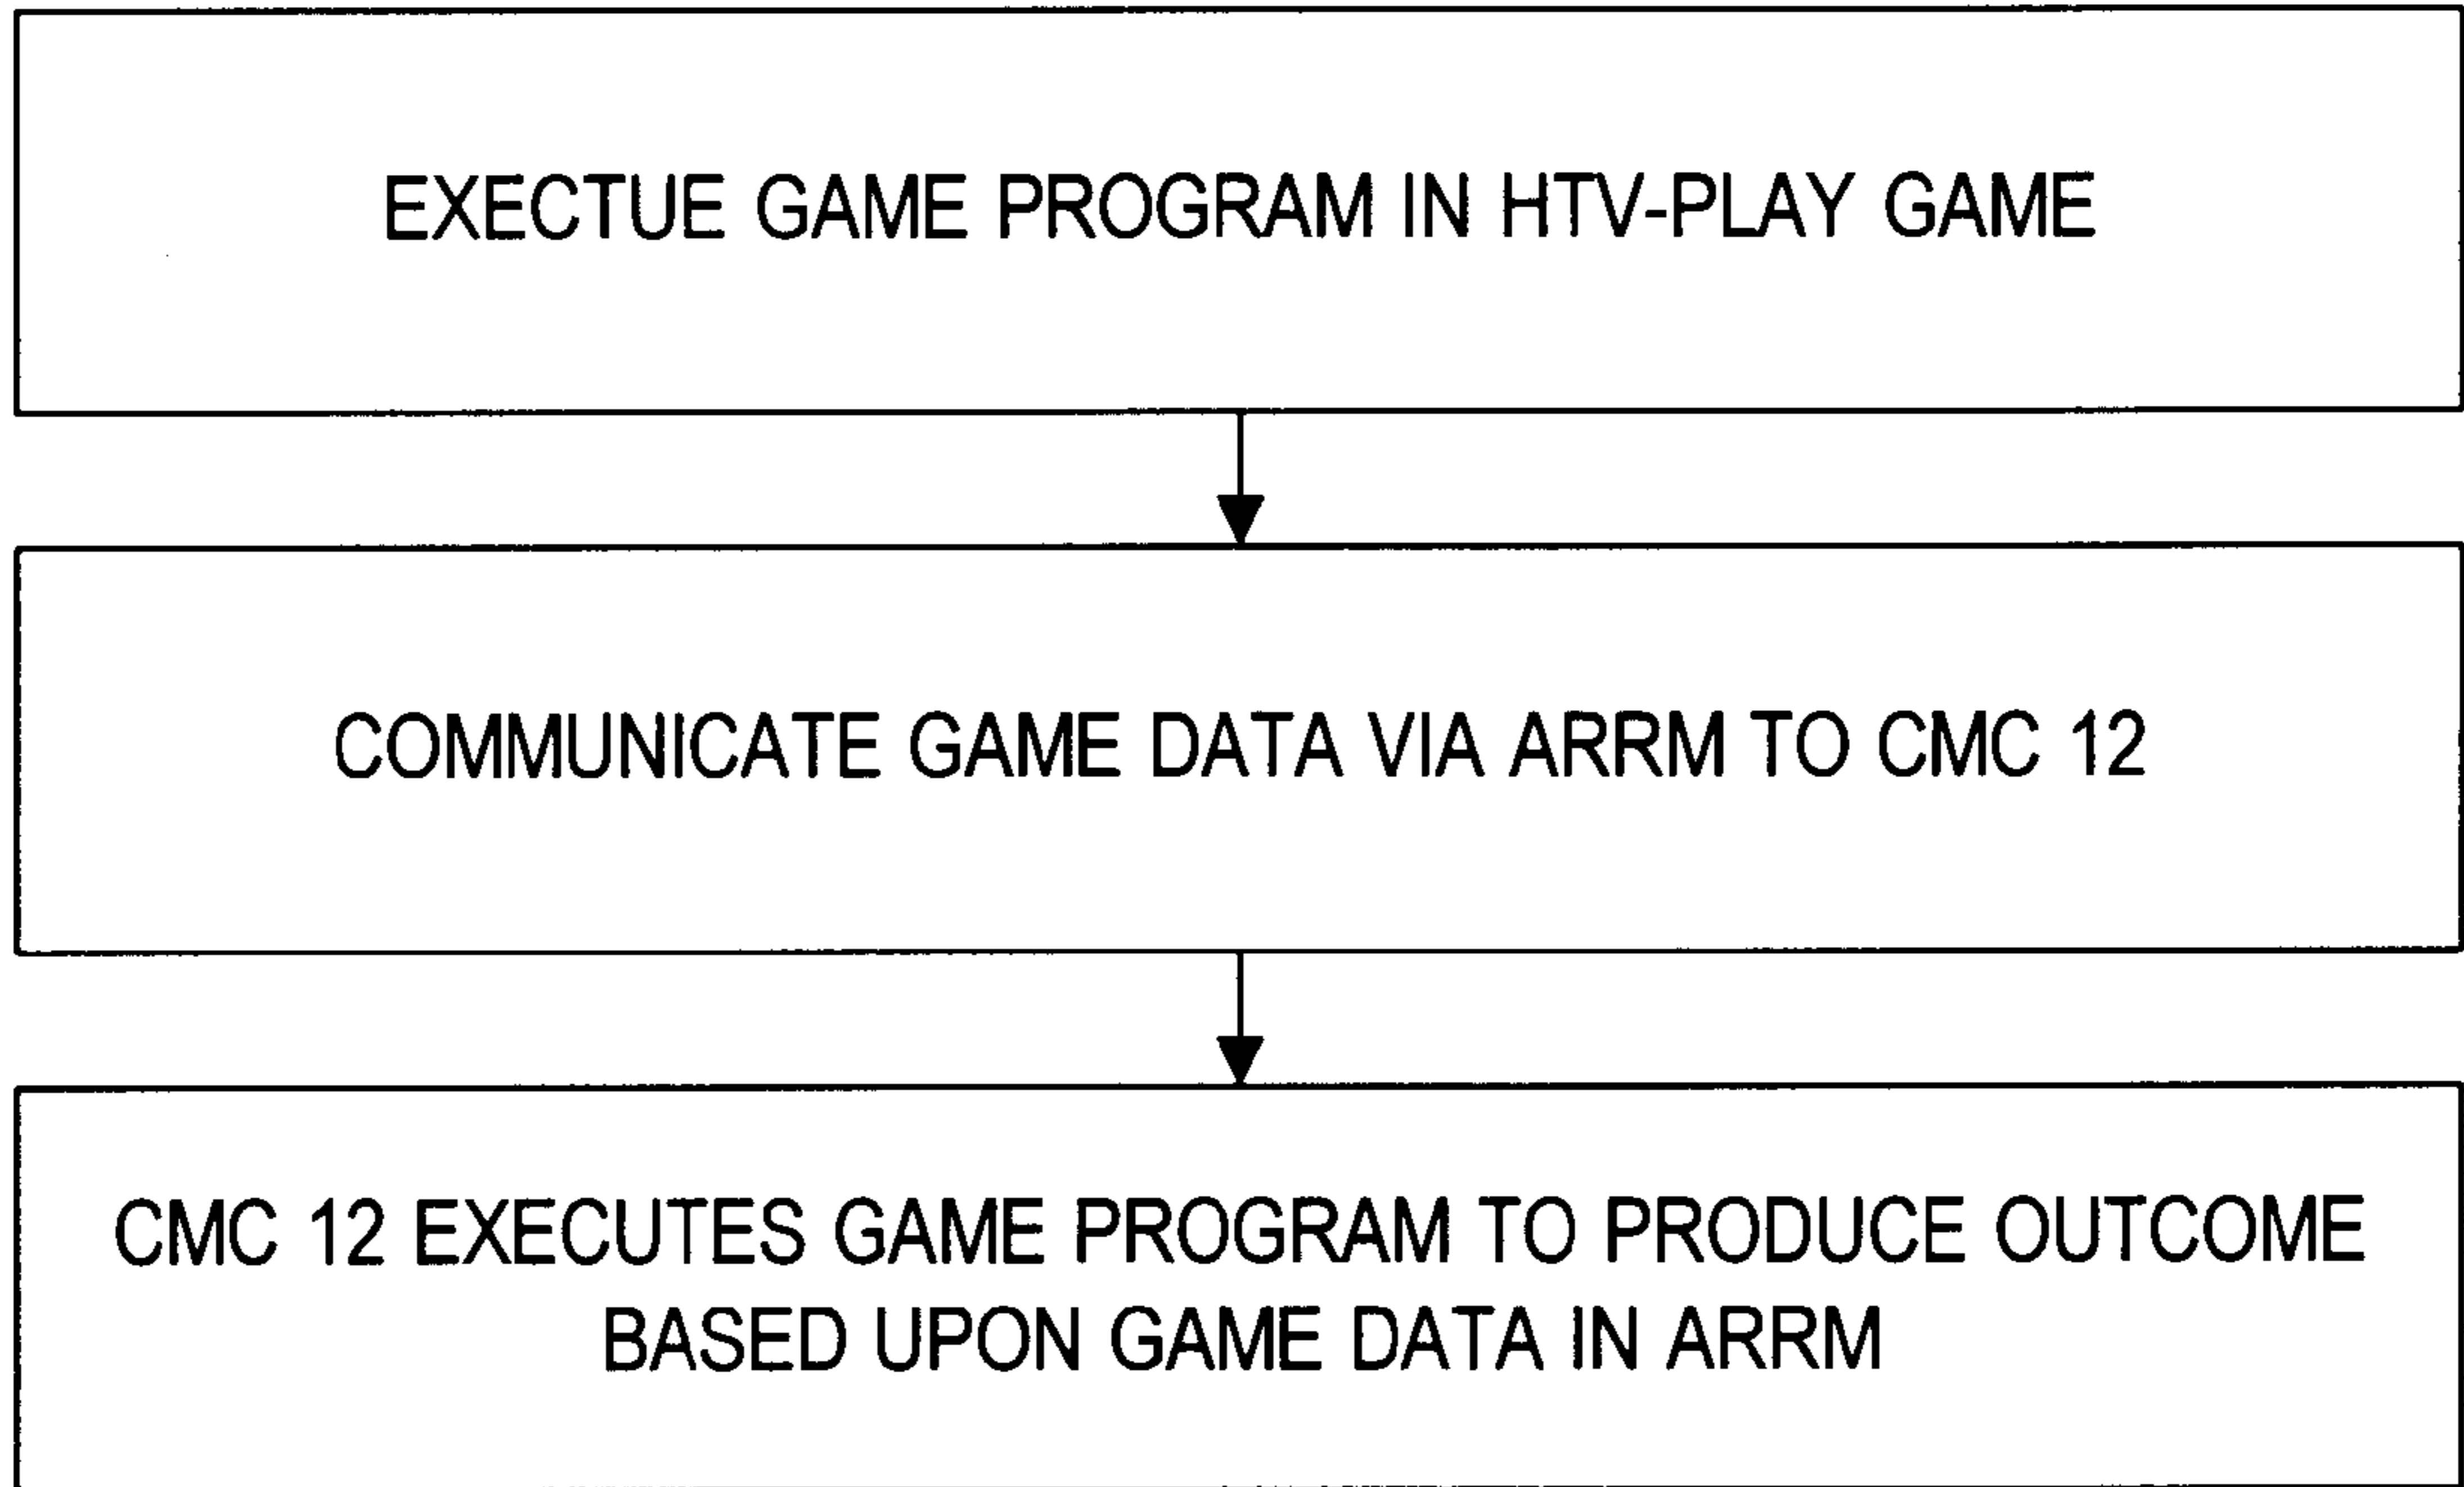 EXECTUE GAME PROGRAM IN HTV-PLAY GAME
COMMUNICATE GAME DATA VIA ARRM TO CMC 12
CMC 12 EXECUTES GAME PROGRAM TO PRODUCE OUTCOME
BASED UPON GAME DATA IN ARRM